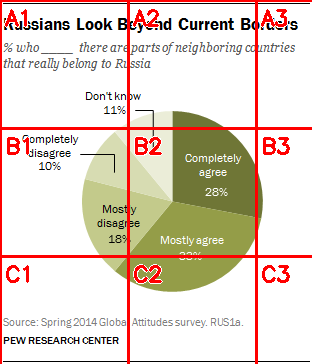 Russians Look Beyond Current Borders
% who ____ there are parts of neighboring countries
that really belong to Russia
Don't know
11%
Completely
disagree
10%
Completely
agree
28%
Mostly
disagree
18%
Mostly agree
33%
Source: Spring 2014 Global Attitudes survey. RUS1a.
PEW RESEARCH CENTER
A1
A2
A3
B1
B2
B3
C1
C2
C3